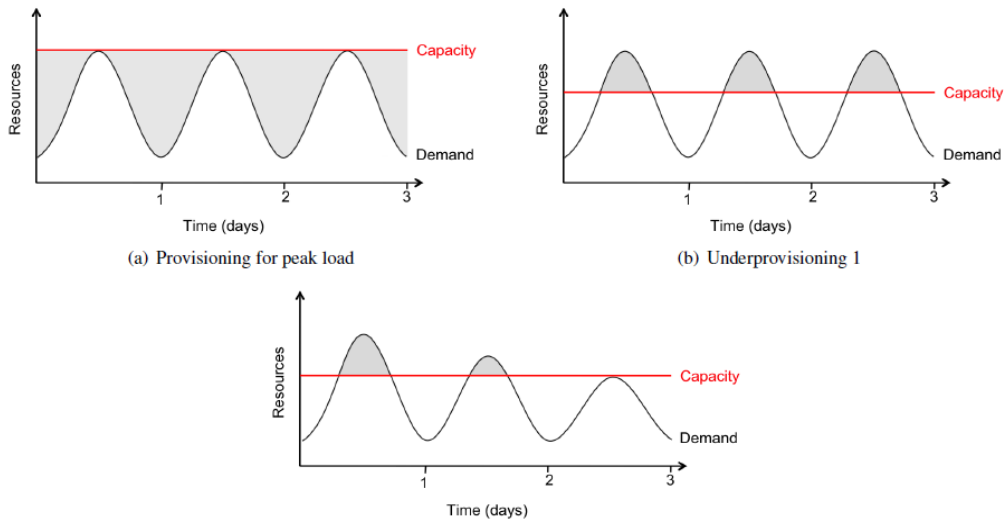 Resources
Capacity
Demand
1
2
3
Time (days)
(a) Provisioning for peak load
Resources
Capacity
Demand
1
2
3
Time (days)
(b) Underprovisioning 1
Resources
Capacity
Demand
1
2
3
Time (days)